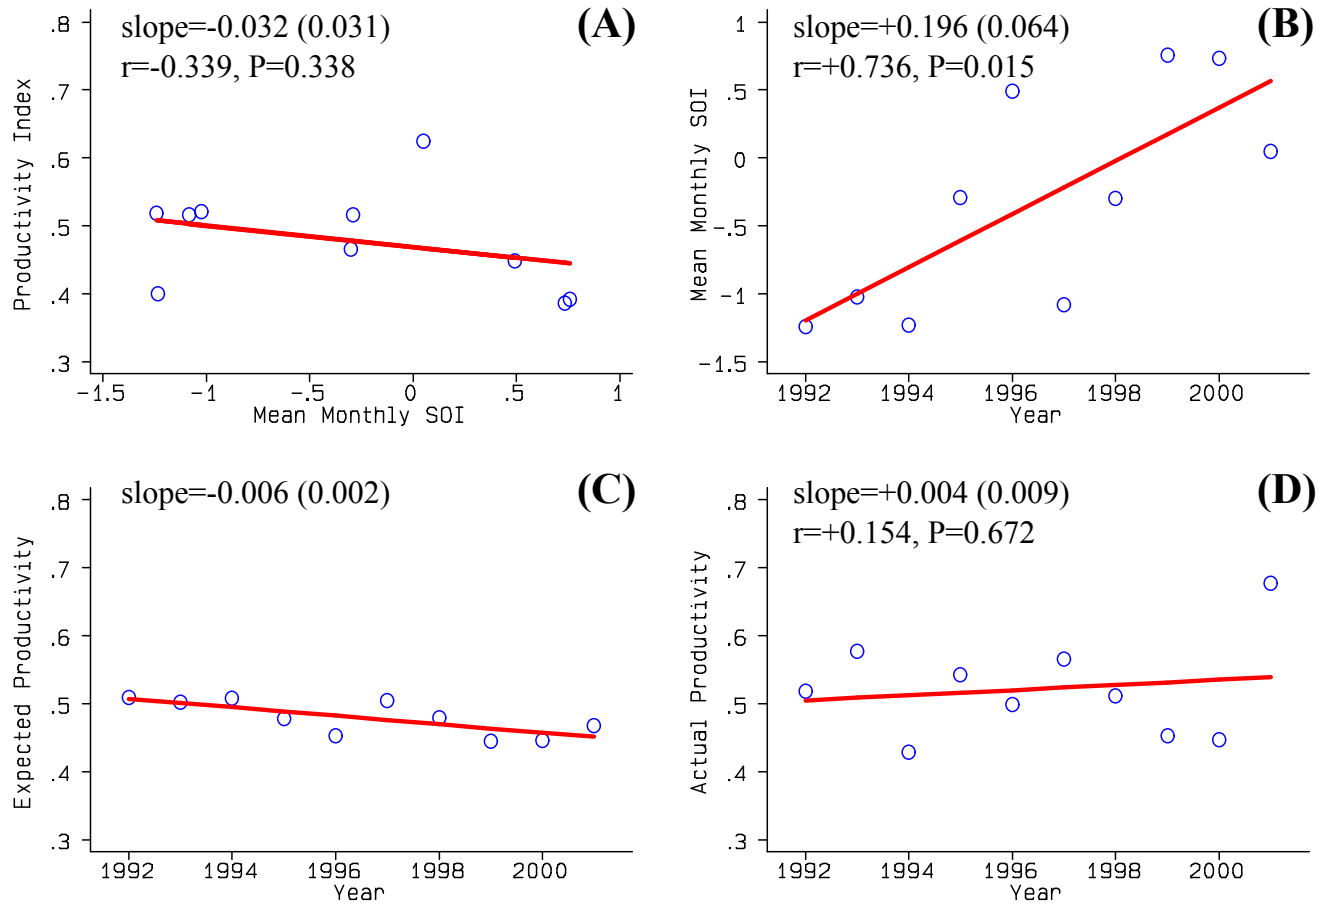 slope=-0.032 (0.031)
(A)
r=-0.339, P=0.338
Productivity Index
.8
.7
.6
.5
.4
.3
-1.5 -1 -.5 0 .5 1
Mean Monthly SOI
slope=+0.196 (0.064)
(B)
r=+0.736, P=0.015
Mean Monthly SOI
1
.5
0
-.5
-1
-1.5
1992 1994 1996 1998 2000
Year
slope=-0.006 (0.002)
(C)
Expected Productivity
.8
.7
.6
.5
.4
.3
1992 1994 1996 1998 2000
Year
slope=+0.004 (0.009)
(D)
r=+0.154, P=0.672
Actual Productivity
.8
.7
.6
.5
.4
.3
1992 1994 1996 1998 2000
Year